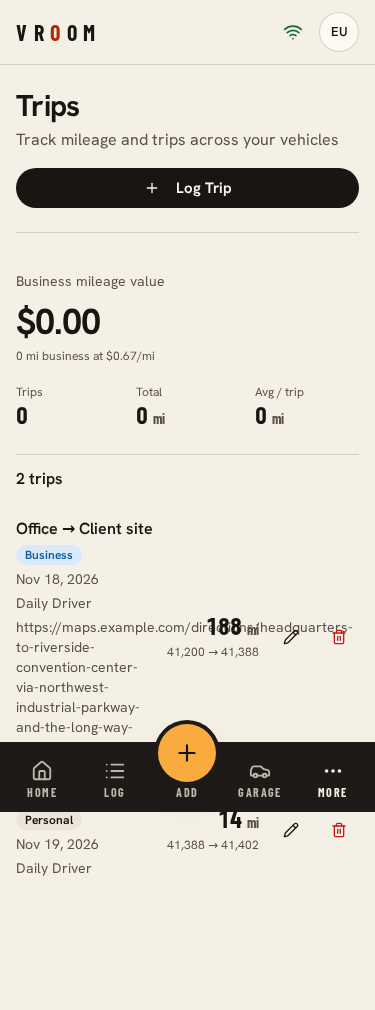 VROOM
EU
Trips
Track mileage and trips across your vehicles
Log Trip
Business mileage value
$0.00
0 mi business at $0.67/mi
Trips
Total
Avg / trip
0
0 mi
0 mi
2 trips
Office → Client site
Business
Nov 18, 2026
Daily Driver
https://maps.example.com/directions/headquarters-
to-riverside-
convention-center-
via-northwest-
industrial-parkway-
and-the-long-way-
188 mi
41,200 → 41,388
HOME
LOG
ADD
GARAGE
MORE
Personal
14 mi
Nov 19, 2026
41,388 → 41,402
Daily Driver